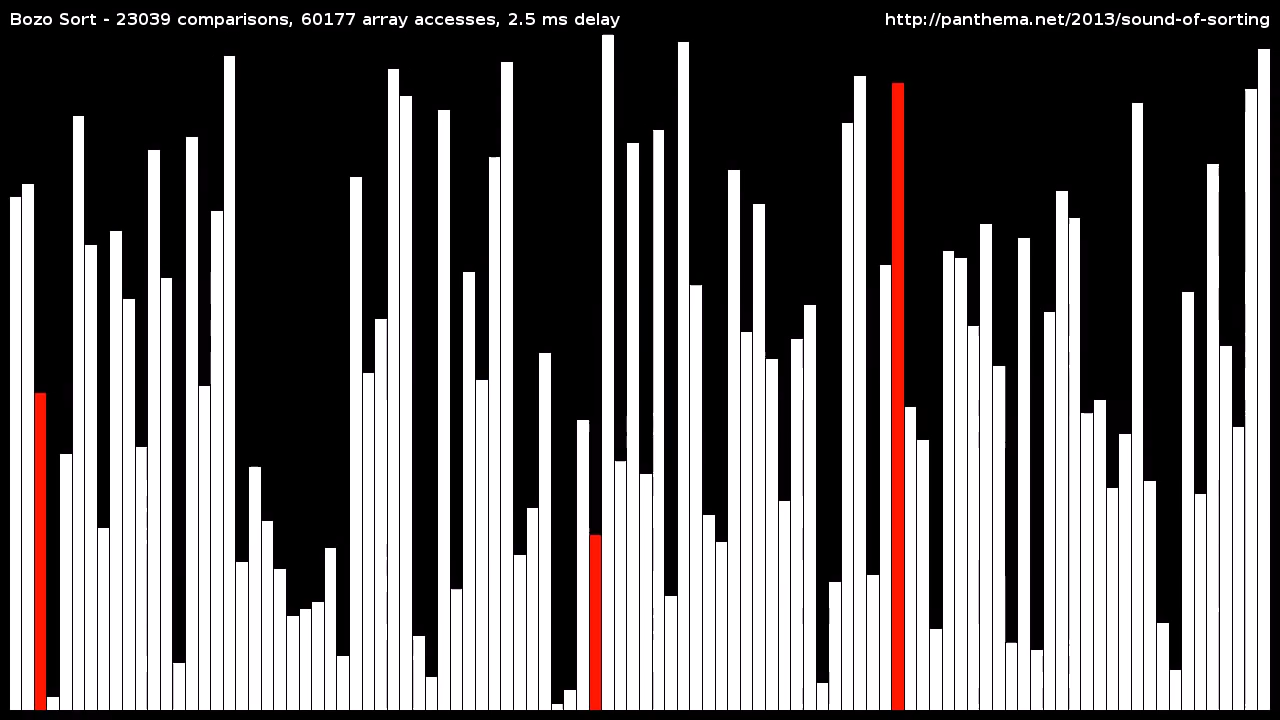 Bozo Sort - 23039 comparisons, 60177 array accesses, 2.5 ms delay
http://panthema.net/2013/sound-of-sorting